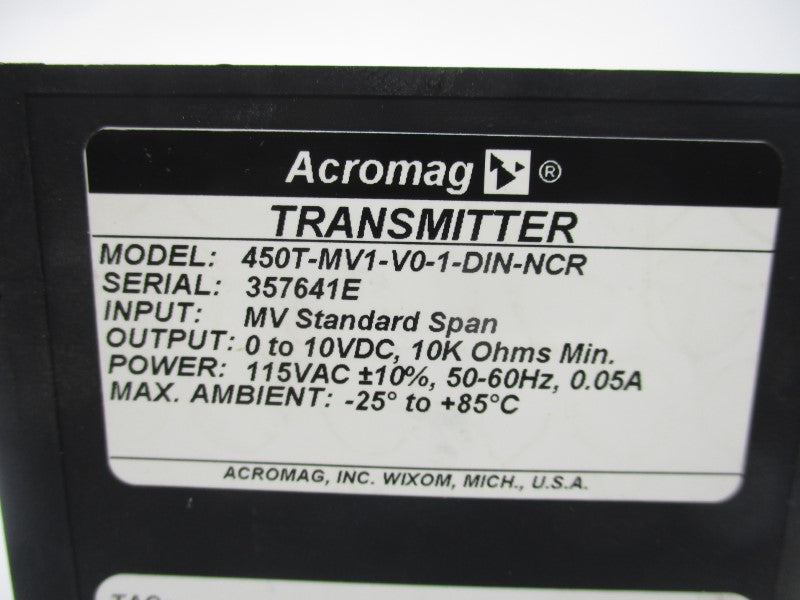 Acromag ®
TRANSMITTER
MODEL: 450T-MV1-V0-1-DIN-NCR
SERIAL: 357641E
INPUT: MV Standard Span
OUTPUT: 0 to 10VDC, 10K Ohms Min.
POWER: 115VAC ±10%, 50-60Hz, 0.05A
MAX. AMBIENT: -25° to +85°C
ACROMAG, INC. WIXOM, MICH., U.S.A.